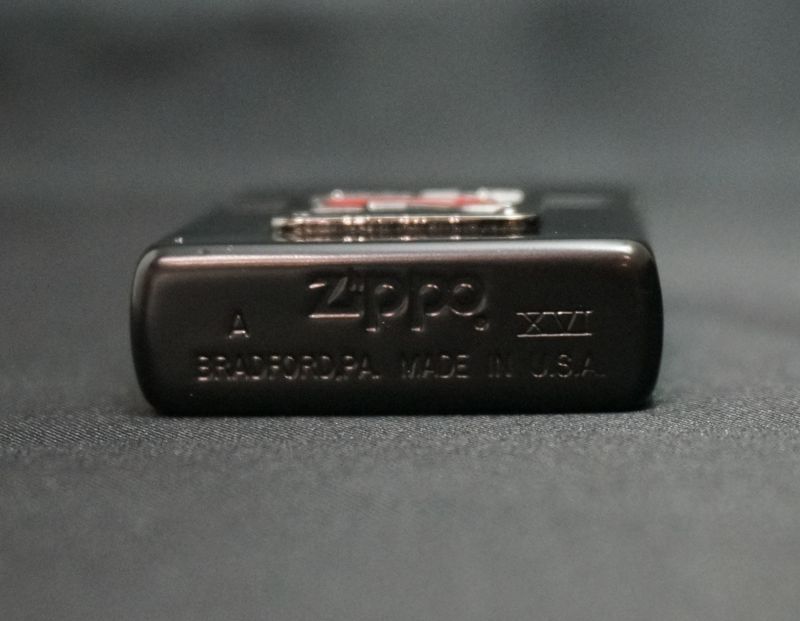 Zippo®
A XVI
BRADFORD,PA. MADE IN U.S.A.